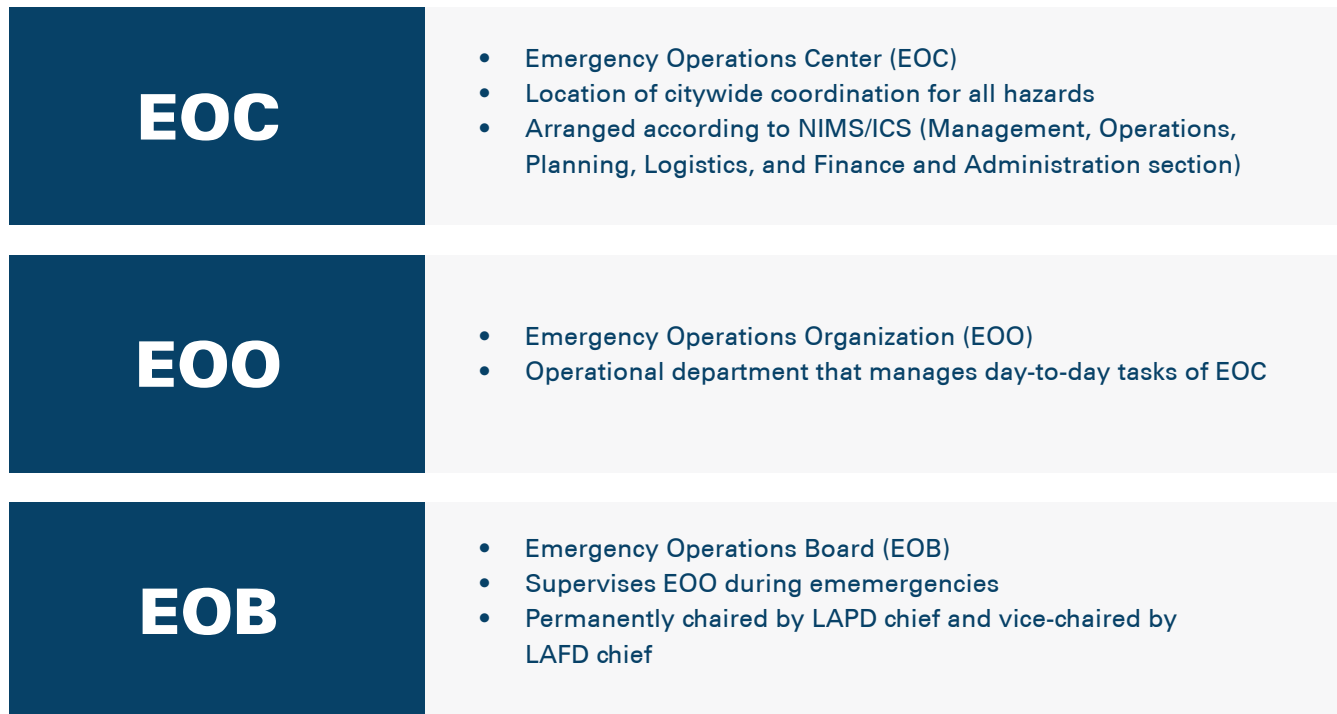 EOC
• Emergency Operations Center (EOC)
• Location of citywide coordination for all hazards
• Arranged according to NIMS/ICS (Management, Operations,
Planning, Logistics, and Finance and Administration section)
EOO
• Emergency Operations Organization (EOO)
• Operational department that manages day-to-day tasks of EOC
EOB
• Emergency Operations Board (EOB)
• Supervises EOO during ememergencies
• Permanently chaired by LAPD chief and vice-chaired by
LAFD chief